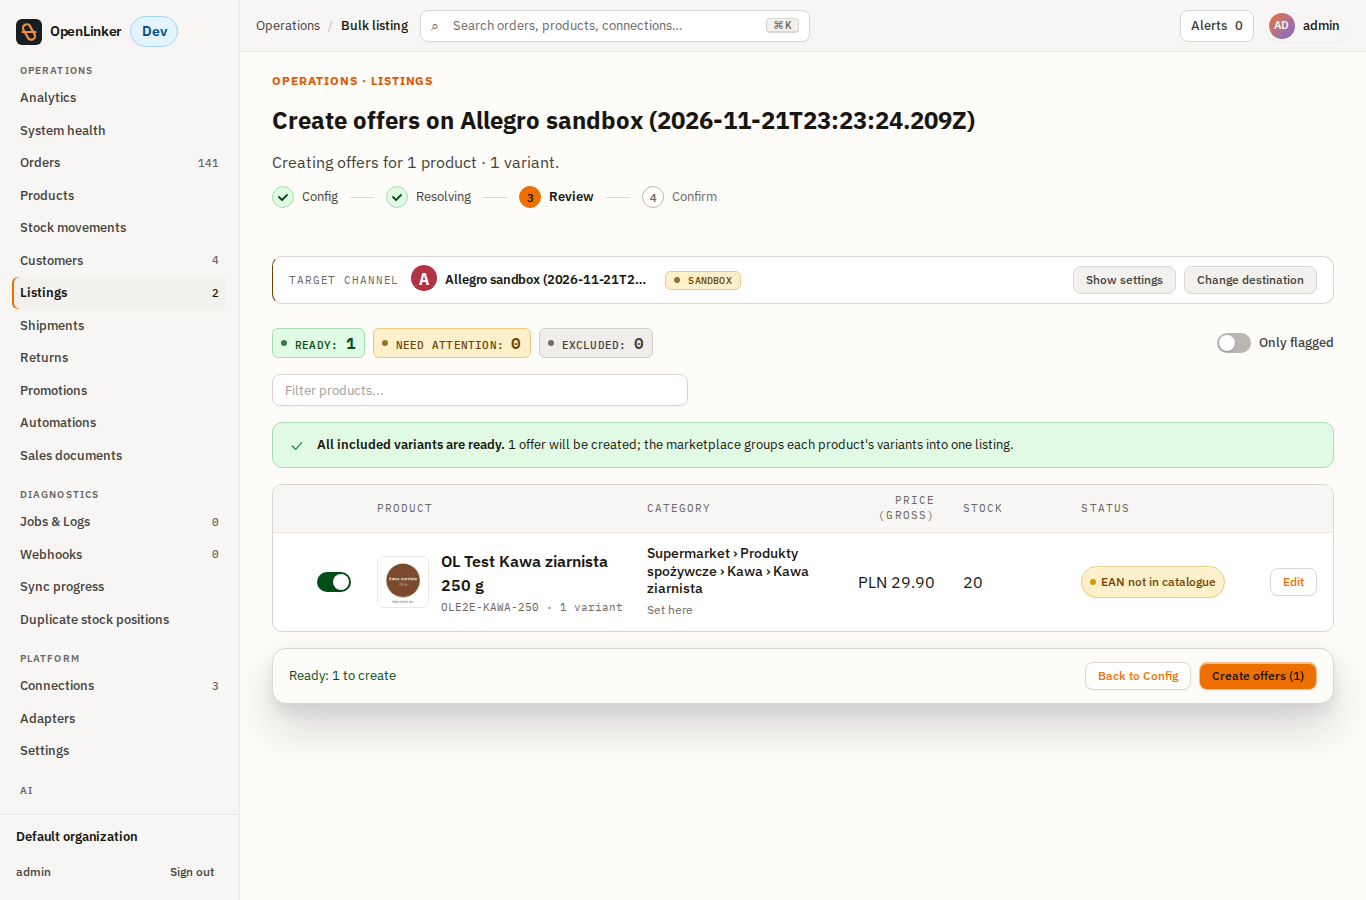 OpenLinker
Dev
Operations / Bulk listing
Search orders, products, connections...
⌘K
Alerts 0
AD
admin
OPERATIONS
Analytics
System health
Orders 141
Products
Stock movements
Customers 4
Listings 2
Shipments
Returns
Promotions
Automations
Sales documents
DIAGNOSTICS
Jobs & Logs 0
Webhooks 0
Sync progress
Duplicate stock positions
PLATFORM
Connections 3
Adapters
Settings
AI
Default organization
admin
Sign out
OPERATIONS · LISTINGS
Create offers on Allegro sandbox (2026-11-21T23:23:24.209Z)
Creating offers for 1 product · 1 variant.
Config
Resolving
3 Review
4 Confirm
TARGET CHANNEL
A
Allegro sandbox (2026-11-21T2...
SANDBOX
Show settings
Change destination
READY: 1
NEED ATTENTION: 0
EXCLUDED: 0
Only flagged
Filter products...
All included variants are ready. 1 offer will be created; the marketplace groups each product's variants into one listing.
PRODUCT
CATEGORY
PRICE
(GROSS)
STOCK
STATUS
OL Test Kawa ziarnista
250 g
OLE2E-KAWA-250 · 1 variant
Supermarket › Produkty
spożywcze › Kawa › Kawa
ziarnista
Set here
PLN 29.90
20
EAN not in catalogue
Edit
Ready: 1 to create
Back to Config
Create offers (1)